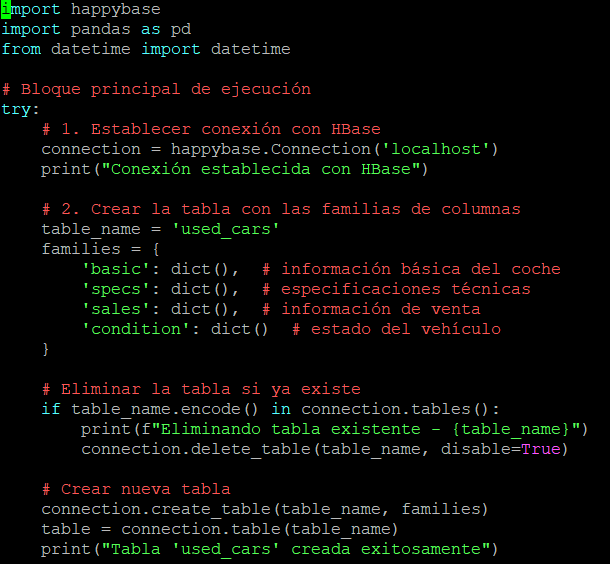 import happybase
import pandas as pd
from datetime import datetime

# Bloque principal de ejecución
try:
    # 1. Establecer conexión con HBase
    connection = happybase.Connection('localhost')
    print("Conexión establecida con HBase")

    # 2. Crear la tabla con las familias de columnas
    table_name = 'used_cars'
    families = {
        'basic': dict(),  # información básica del coche
        'specs': dict(),  # especificaciones técnicas
        'sales': dict(),  # información de venta
        'condition': dict()  # estado del vehículo
    }

    # Eliminar la tabla si ya existe
    if table_name.encode() in connection.tables():
        print(f"Eliminando tabla existente - {table_name}")
        connection.delete_table(table_name, disable=True)

    # Crear nueva tabla
    connection.create_table(table_name, families)
    table = connection.table(table_name)
    print("Tabla 'used_cars' creada exitosamente")